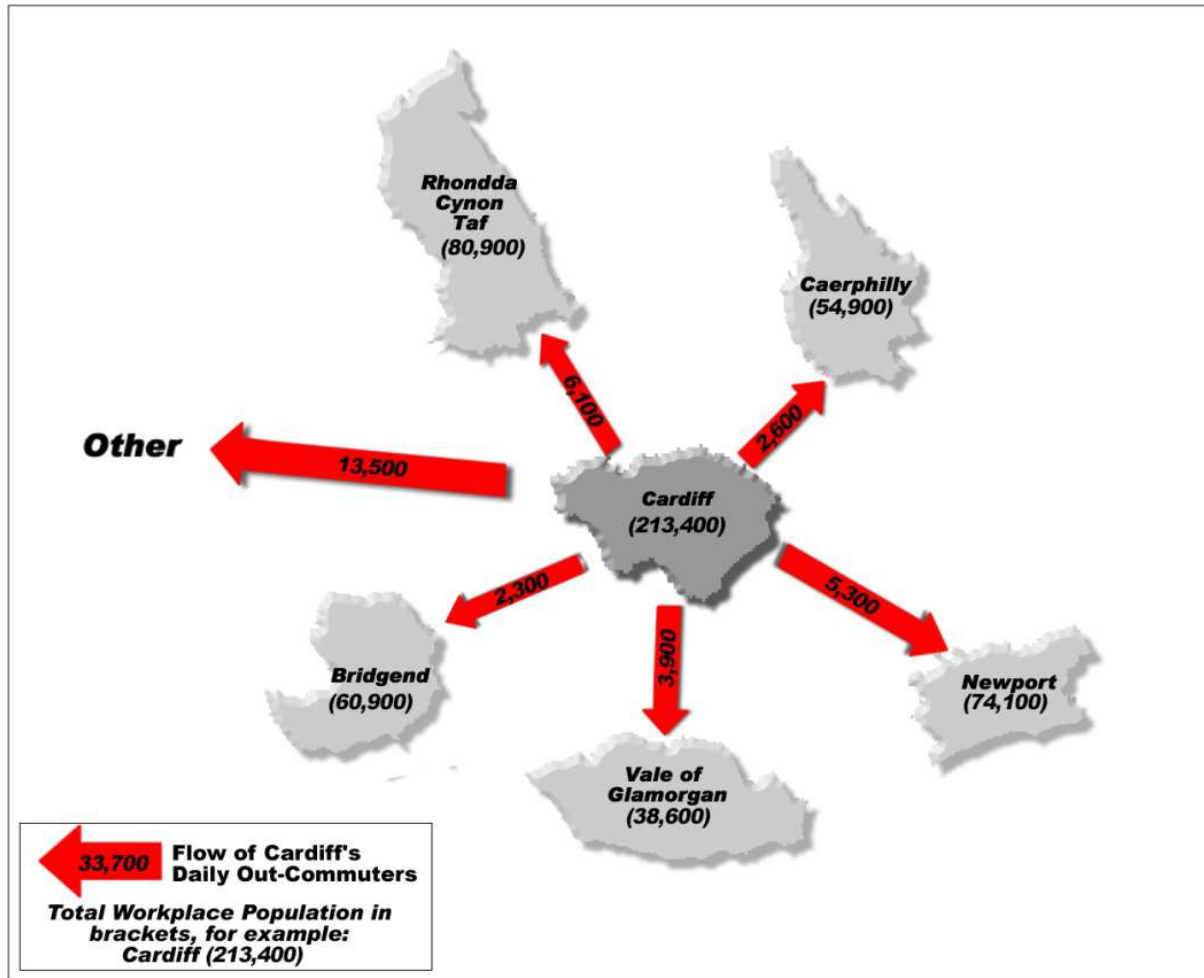 Rhondda
Cynon
Taf
(80,900)
Caerphilly
(54,900)
6,100
2,600
Other
13,500
Cardiff
(213,400)
2,300
3,900
5,300
Bridgend
(60,900)
Newport
(74,100)
Vale of
Glamorgan
(38,600)
33,700
Flow of Cardiff's
Daily Out-Commuters
Total Workplace Population in
brackets, for example:
Cardiff (213,400)